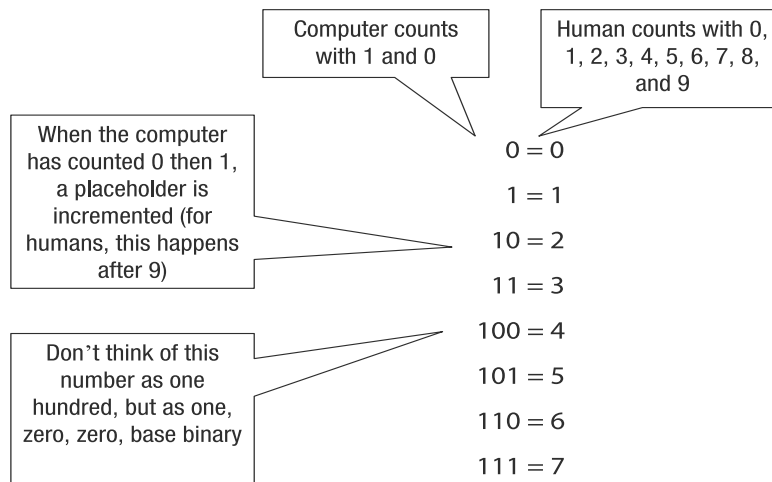 Computer counts
with 1 and 0
Human counts with 0,
1, 2, 3, 4, 5, 6, 7, 8,
and 9
When the computer
has counted 0 then 1,
a placeholder is
incremented (for
humans, this happens
after 9)
Don't think of this
number as one
hundred, but as one,
zero, zero, base binary
0 = 0
1 = 1
10 = 2
11 = 3
100 = 4
101 = 5
110 = 6
111 = 7